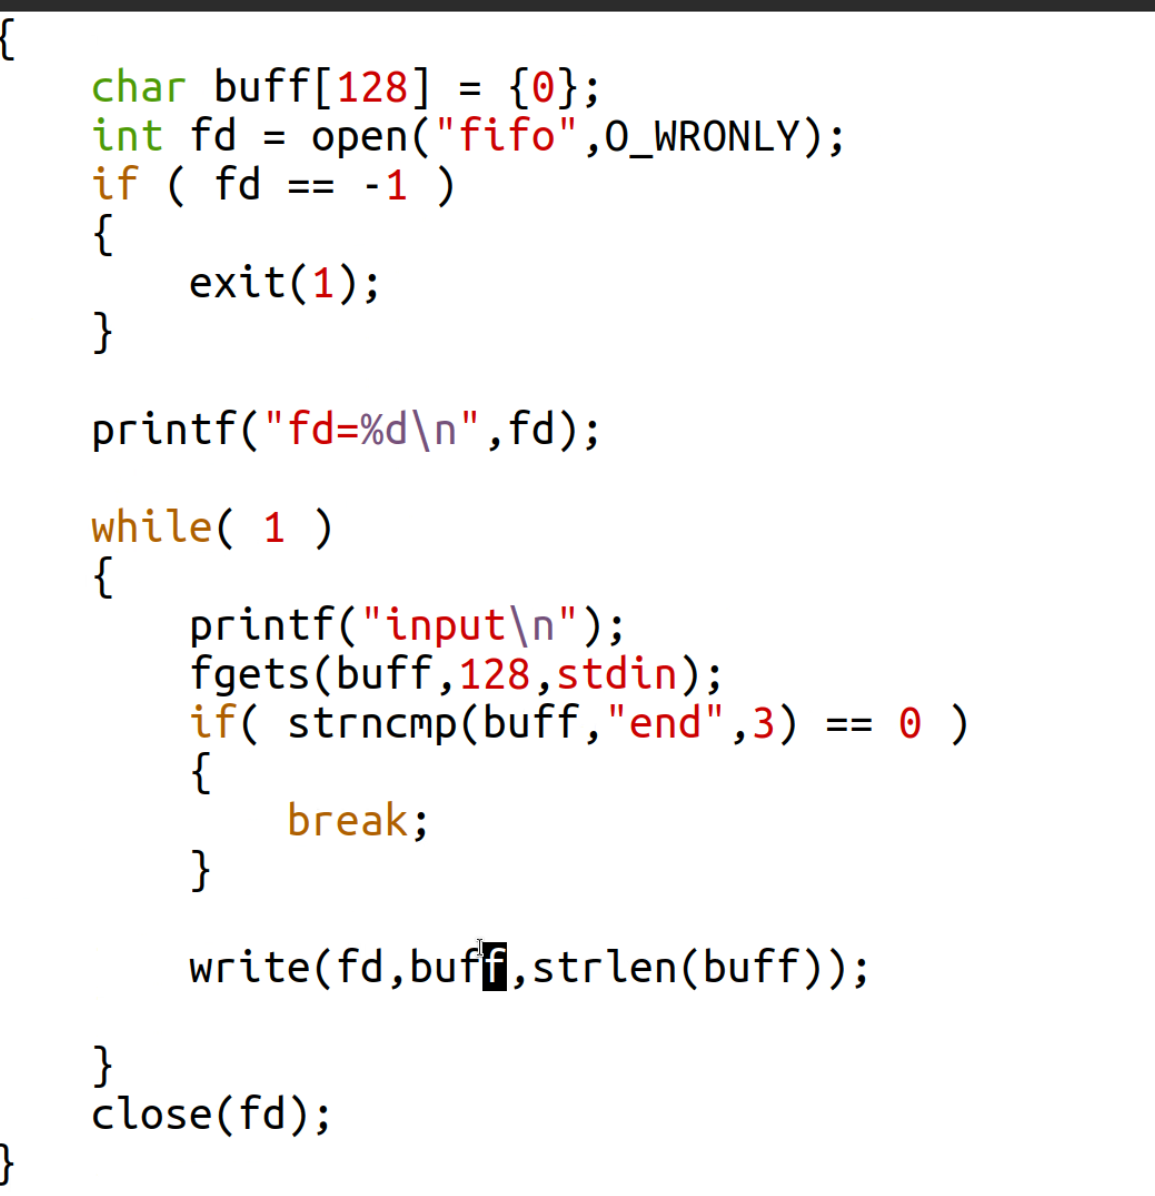 {
    char buff[128] = {0};
    int fd = open("fifo",O_WRONLY);
    if ( fd == -1 )
    {
        exit(1);
    }
    printf("fd=%d\n",fd);
    while( 1 )
    {
        printf("input\n");
        fgets(buff,128,stdin);
        if( strncmp(buff,"end",3) == 0 )
        {
            break;
        }
        write(fd,buff,strlen(buff));
    }
    close(fd);
}